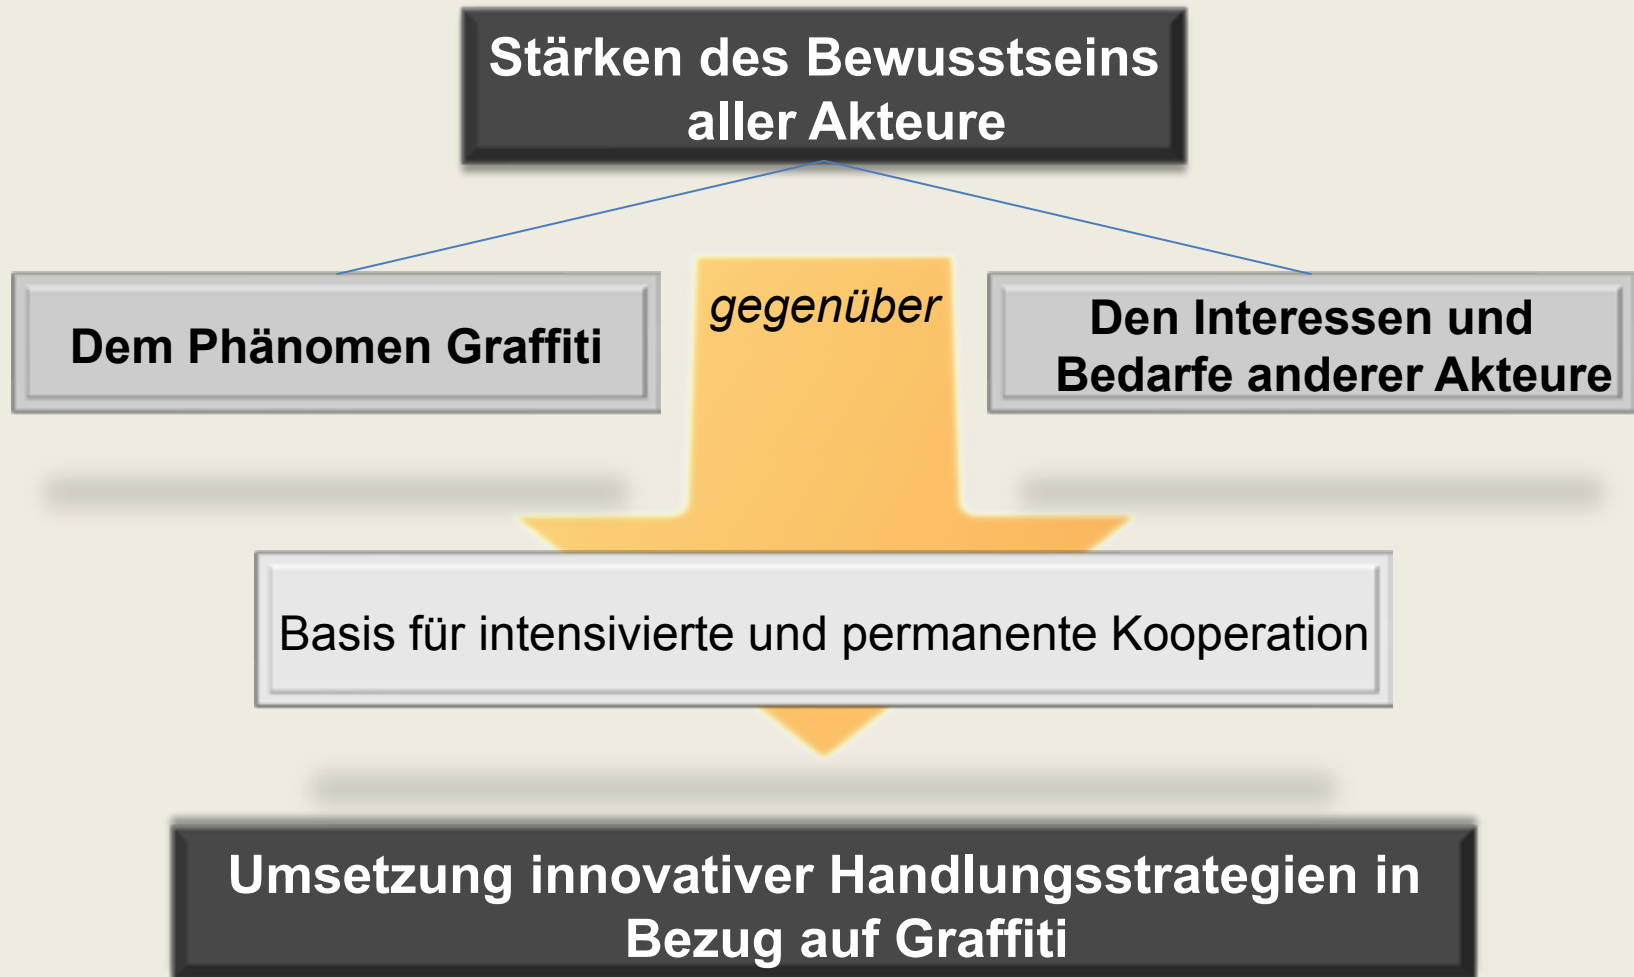 Stärken des Bewusstseins
aller Akteure
gegenüber
Dem Phänomen Graffiti
Den Interessen und
Bedarfe anderer Akteure
Basis für intensivierte und permanente Kooperation
Umsetzung innovativer Handlungsstrategien in
Bezug auf Graffiti